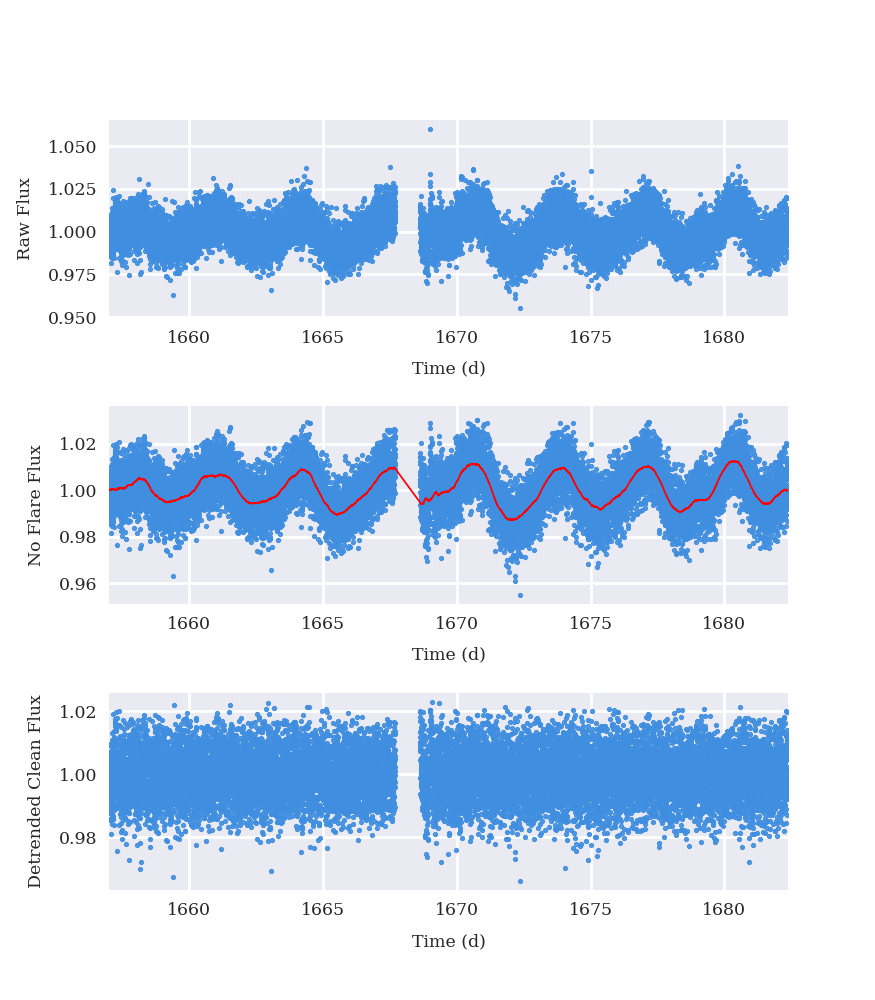 Raw Flux
1.050
1.025
1.000
0.975
0.950
1660 1665 1670 1675 1680
Time (d)
No Flare Flux
1.02
1.00
0.98
0.96
1660 1665 1670 1675 1680
Time (d)
Detrended Clean Flux
1.02
1.00
0.98
1660 1665 1670 1675 1680
Time (d)